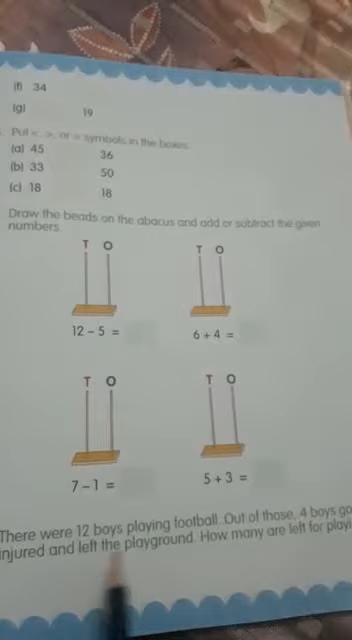 (f) 34
(g) 19
Put <, >, or = symbols in the boxes.
(a) 45 36
(b) 33 50
(c) 18 18
Draw the beads on the abacus and add or subtract the given
numbers.
T O T O
12 - 5 = 6 + 4 =
T O T O
7 - 1 = 5 + 3 =
There were 12 boys playing football. Out of those, 4 boys go
injured and left the playground. How many are left for playi